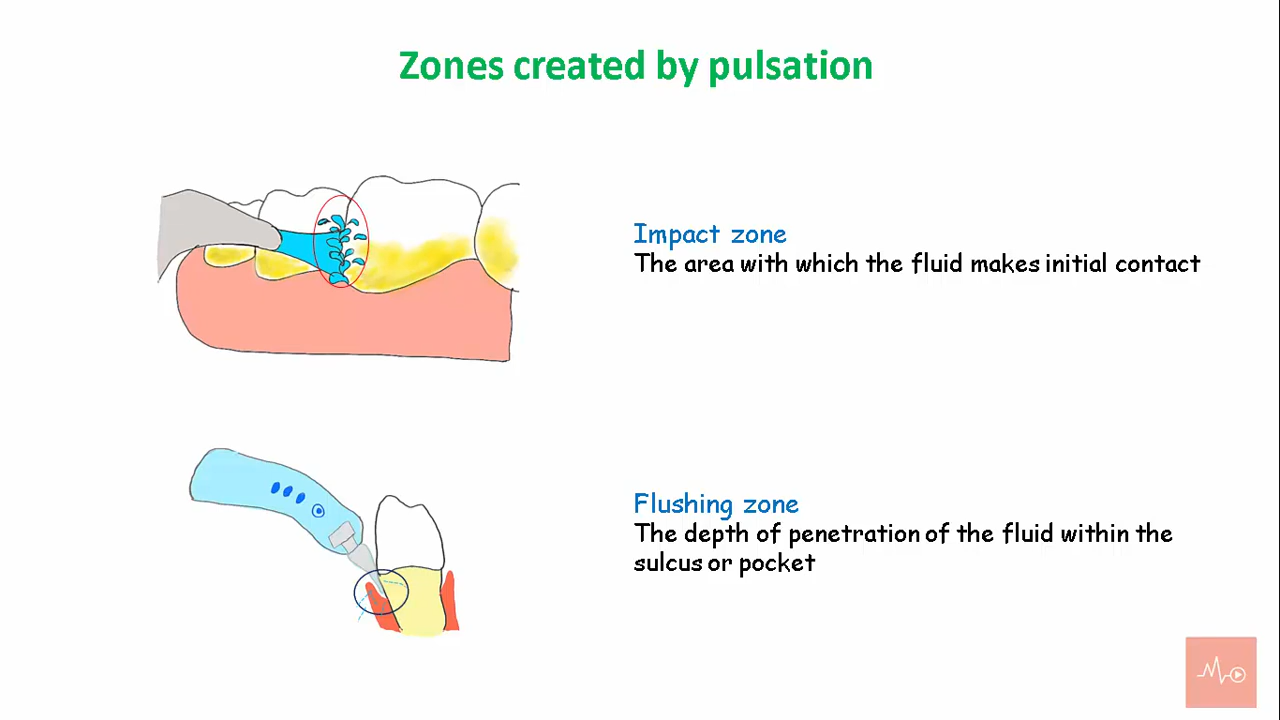 Zones created by pulsation
Impact zone
The area with which the fluid makes initial contact
Flushing zone
The depth of penetration of the fluid within the
sulcus or pocket